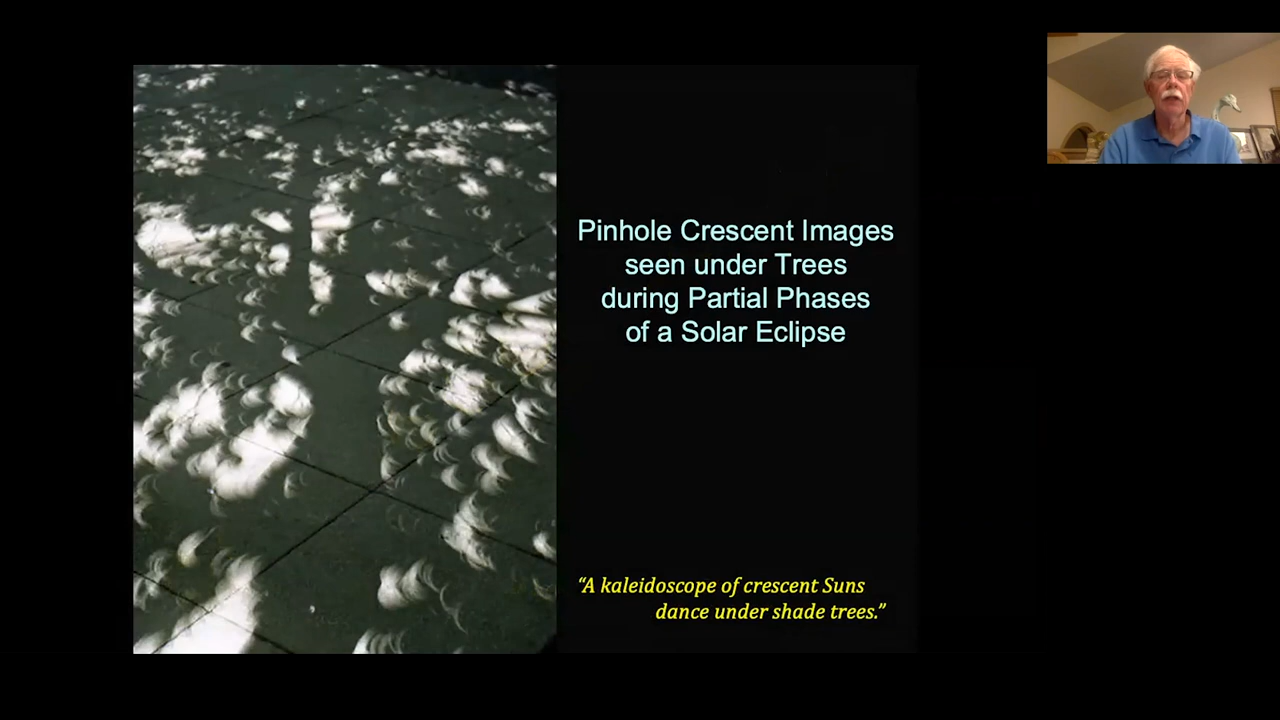 Pinhole Crescent Images
seen under Trees
during Partial Phases
of a Solar Eclipse
“A kaleidoscope of crescent Suns
dance under shade trees.”